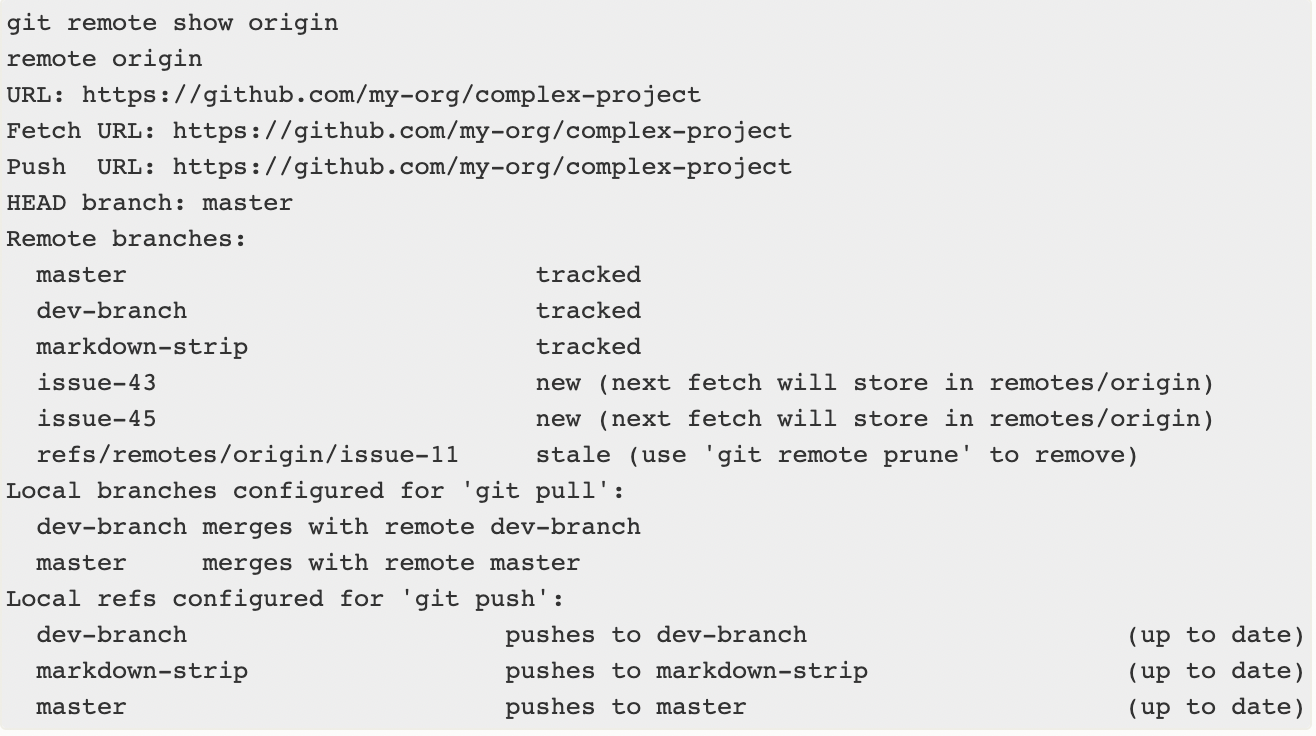 git remote show origin
remote origin
URL: https://github.com/my-org/complex-project
Fetch URL: https://github.com/my-org/complex-project
Push  URL: https://github.com/my-org/complex-project
HEAD branch: master
Remote branches:
  master                           tracked
  dev-branch                       tracked
  markdown-strip                   tracked
  issue-43                         new (next fetch will store in remotes/origin)
  issue-45                         new (next fetch will store in remotes/origin)
  refs/remotes/origin/issue-11     stale (use 'git remote prune' to remove)
Local branches configured for 'git pull':
  dev-branch merges with remote dev-branch
  master     merges with remote master
Local refs configured for 'git push':
  dev-branch                     pushes to dev-branch                     (up to date)
  markdown-strip                 pushes to markdown-strip                 (up to date)
  master                         pushes to master                         (up to date)